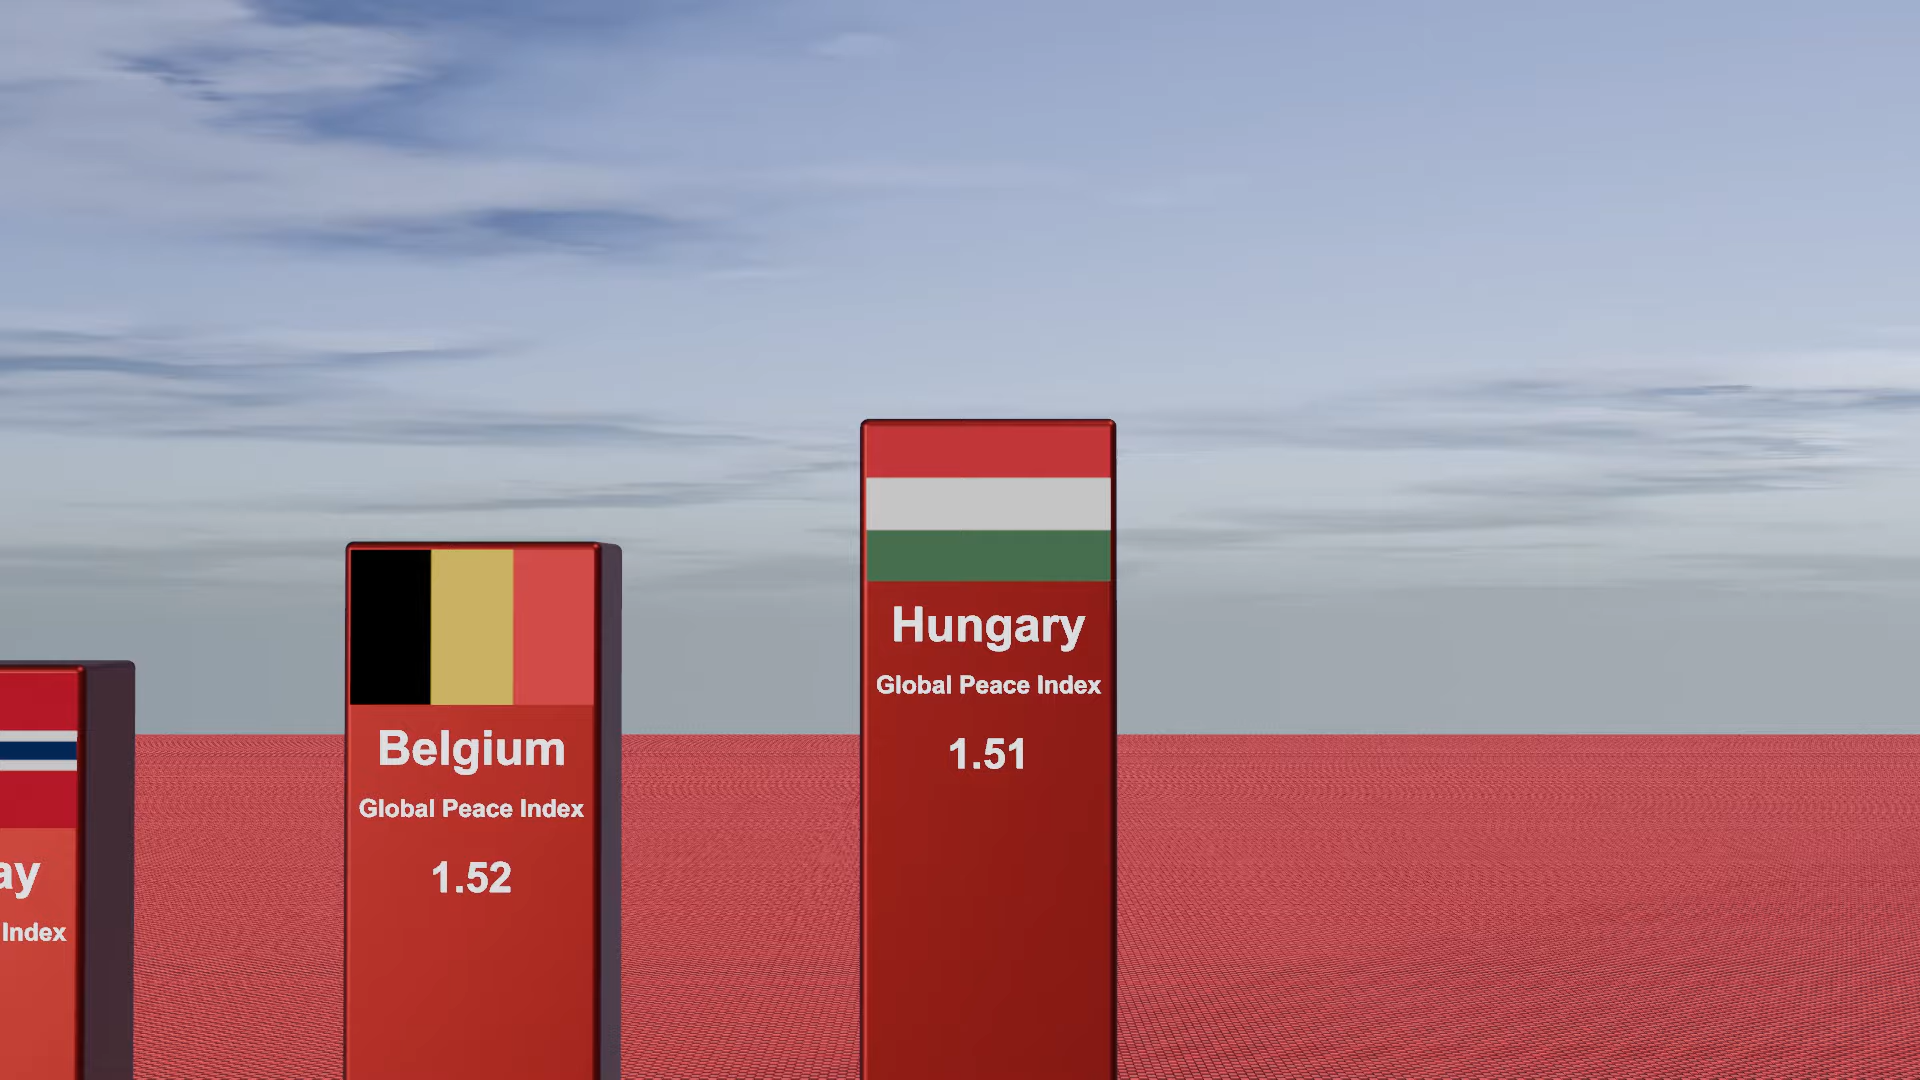 ay
Index
Belgium
Global Peace Index
1.52
Hungary
Global Peace Index
1.51